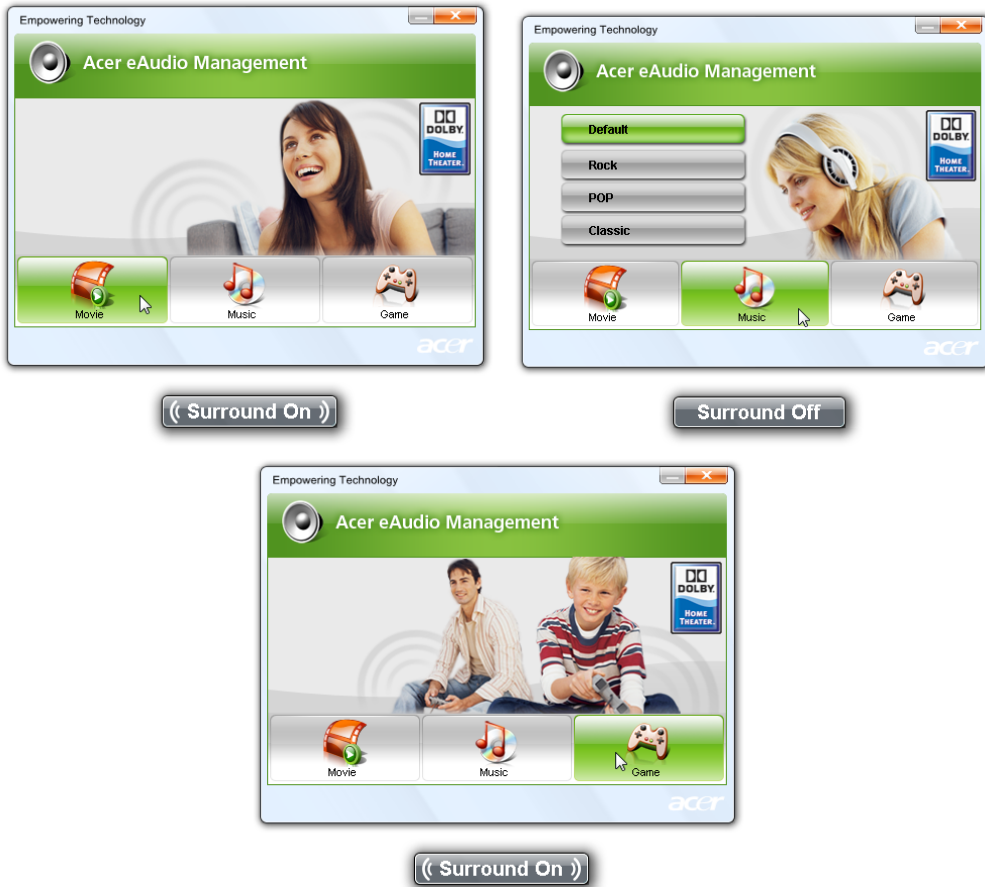 Empowering Technology
Acer eAudio Management
DOLBY.
HOME
THEATER.
Movie
Music
Game
acer
(( Surround On ))
Empowering Technology
Acer eAudio Management
Default
Rock
POP
Classic
DOLBY.
HOME
THEATER.
Movie
Music
Game
acer
Surround Off
Empowering Technology
Acer eAudio Management
DOLBY.
HOME
THEATER.
Movie
Music
Game
acer
(( Surround On ))